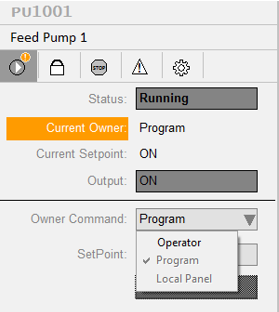 PU1001
Feed Pump 1
Status: Running
Current Owner: Program
Current Setpoint: ON
Output: ON
Owner Command: Program
Operator
SetPoint: ✓ Program
Local Panel